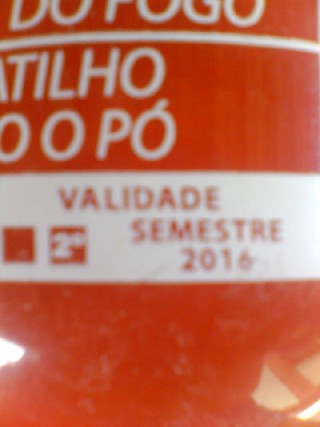 DO FOGO
ATILHO
O O PÓ
VALIDADE
2º SEMESTRE
2016